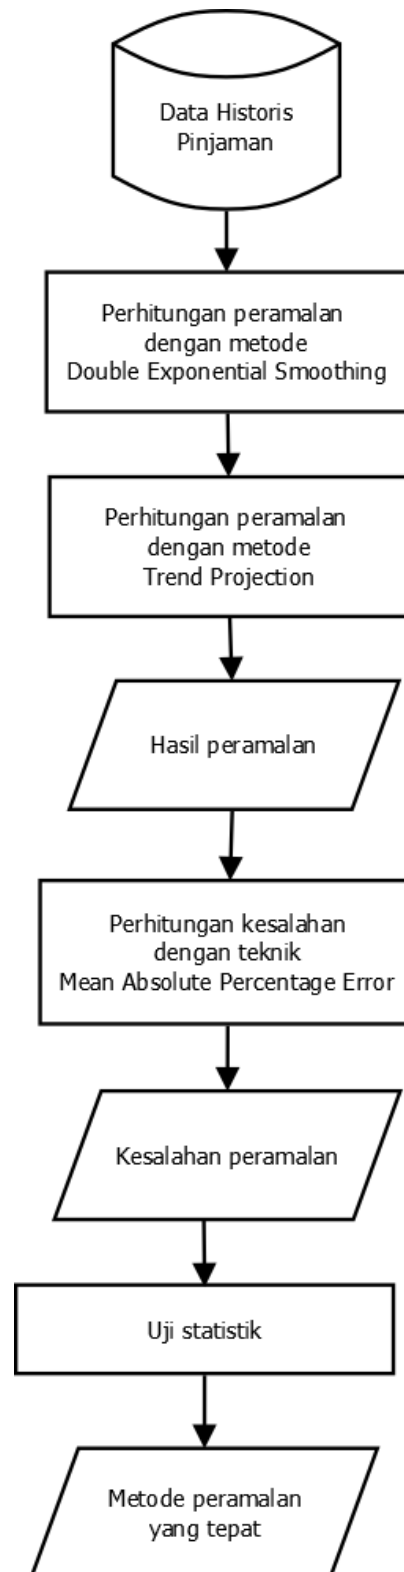 Data Historis
Pinjaman
Perhitungan peramalan
dengan metode
Double Exponential Smoothing
Perhitungan peramalan
dengan metode
Trend Projection
Hasil peramalan
Perhitungan kesalahan
dengan teknik
Mean Absolute Percentage Error
Kesalahan peramalan
Uji statistik
Metode peramalan
yang tepat